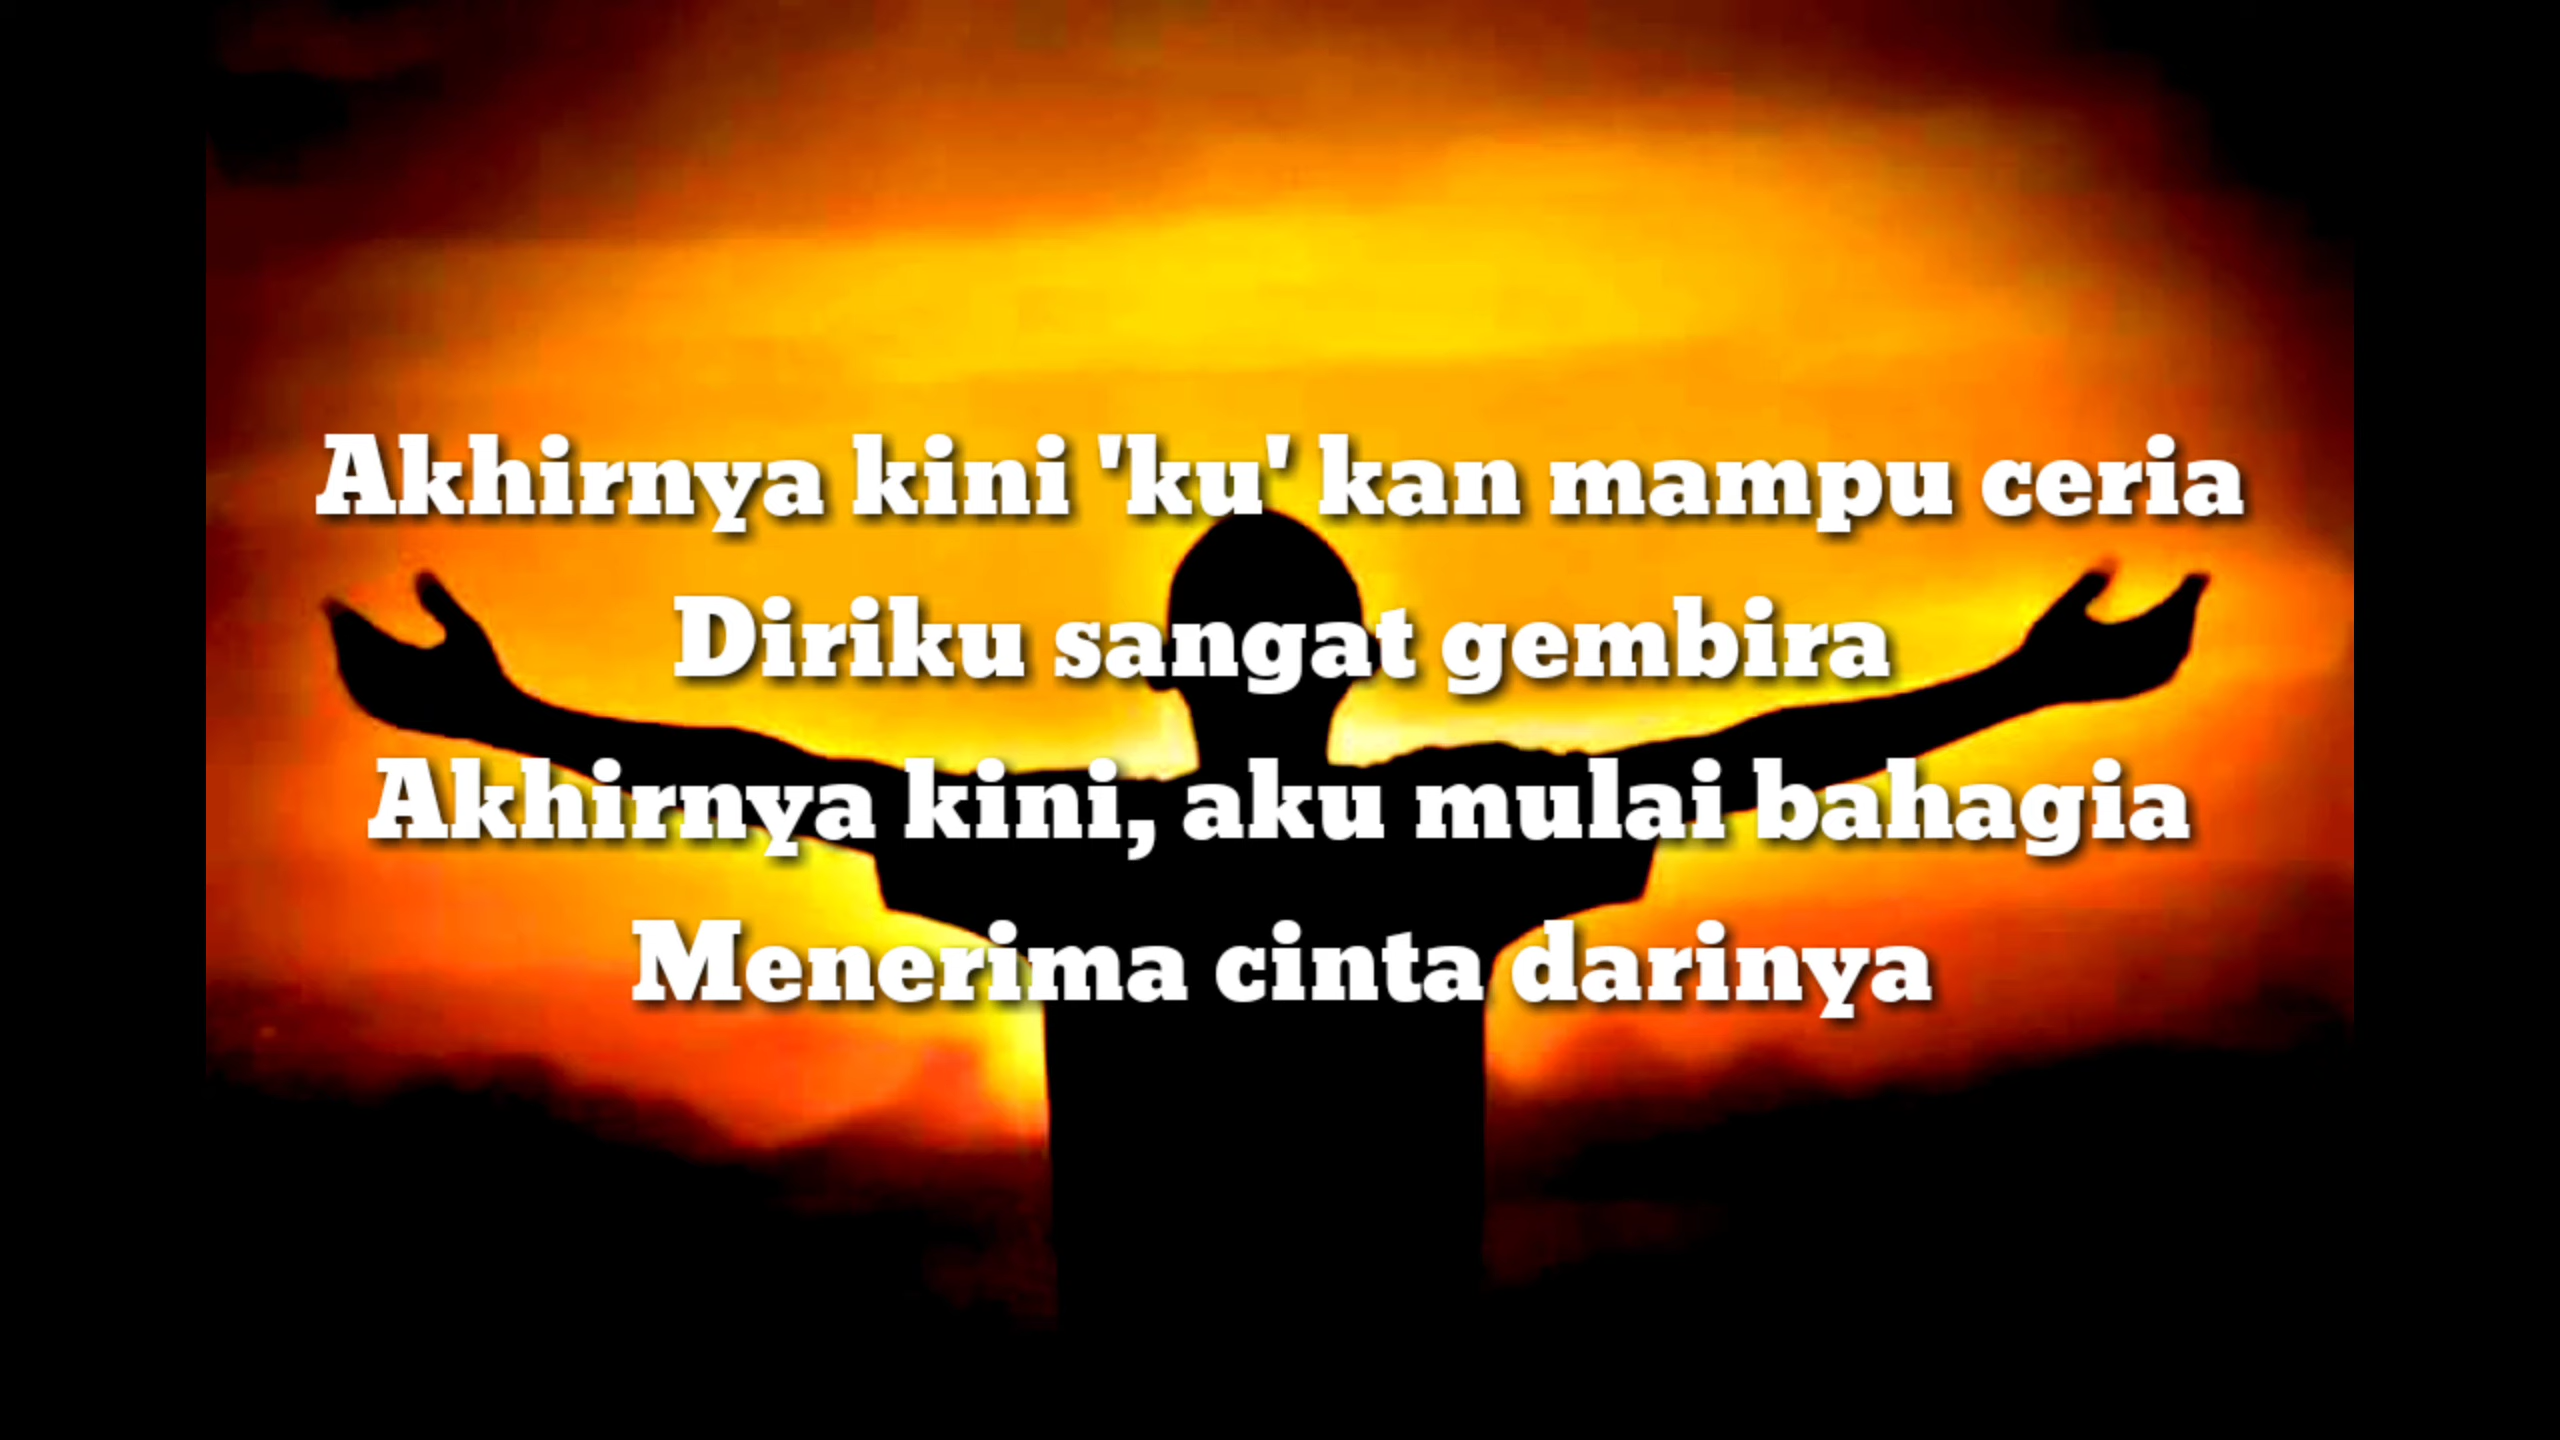 Akhirnya kini 'ku' kan mampu ceria
Diriku sangat gembira
Akhirnya kini, aku mulai bahagia
Menerima cinta darinya